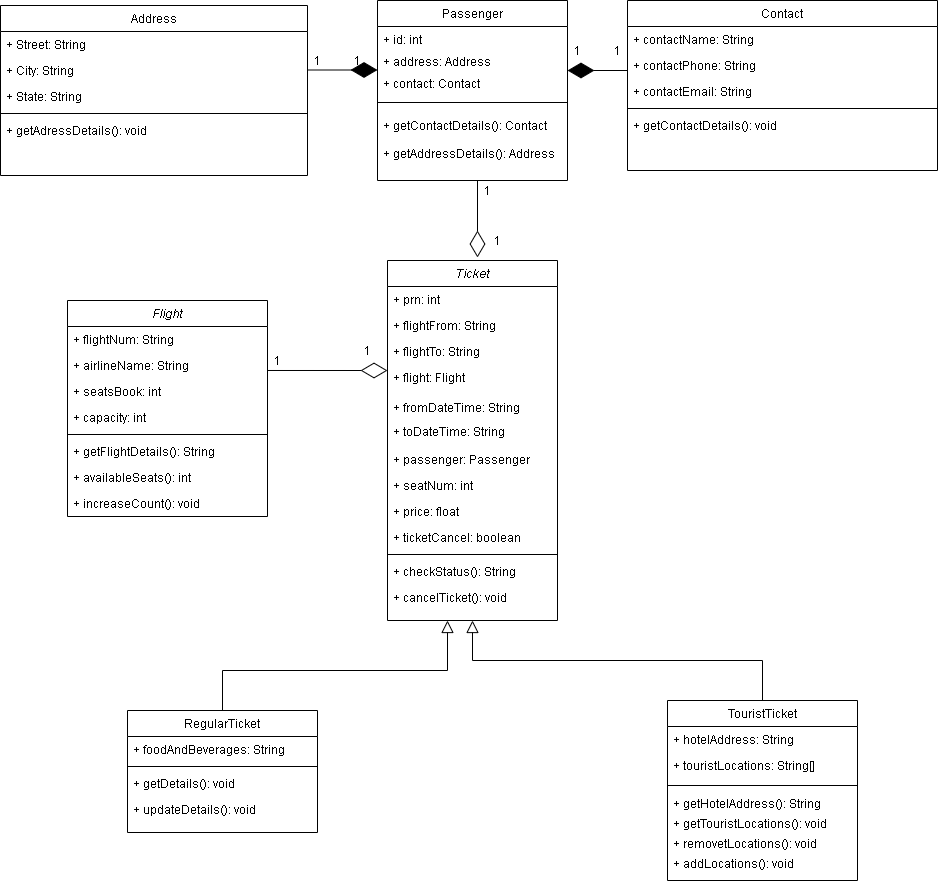 Address
+ Street: String
+ City: String
+ State: String
+ getAdressDetails(): void
1
1
Passenger
+ id: int
+ address: Address
+ contact: Contact
+ getContactDetails(): Contact
+ getAddressDetails(): Address
1
1
Contact
+ contactName: String
+ contactPhone: String
+ contactEmail: String
+ getContactDetails(): void
1
1
Flight
+ flightNum: String
+ airlineName: String
+ seatsBook: int
+ capacity: int
+ getFlightDetails(): String
+ availableSeats(): int
+ increaseCount(): void
1
1
Ticket
+ prn: int
+ flightFrom: String
+ flightTo: String
+ flight: Flight
+ fromDateTime: String
+ toDateTime: String
+ passenger: Passenger
+ seatNum: int
+ price: float
+ ticketCancel: boolean
+ checkStatus(): String
+ cancelTicket(): void
RegularTicket
+ foodAndBeverages: String
+ getDetails(): void
+ updateDetails(): void
TouristTicket
+ hotelAddress: String
+ touristLocations: String[]
+ getHotelAddress(): String
+ getTouristLocations(): void
+ removetLocations(): void
+ addLocations(): void